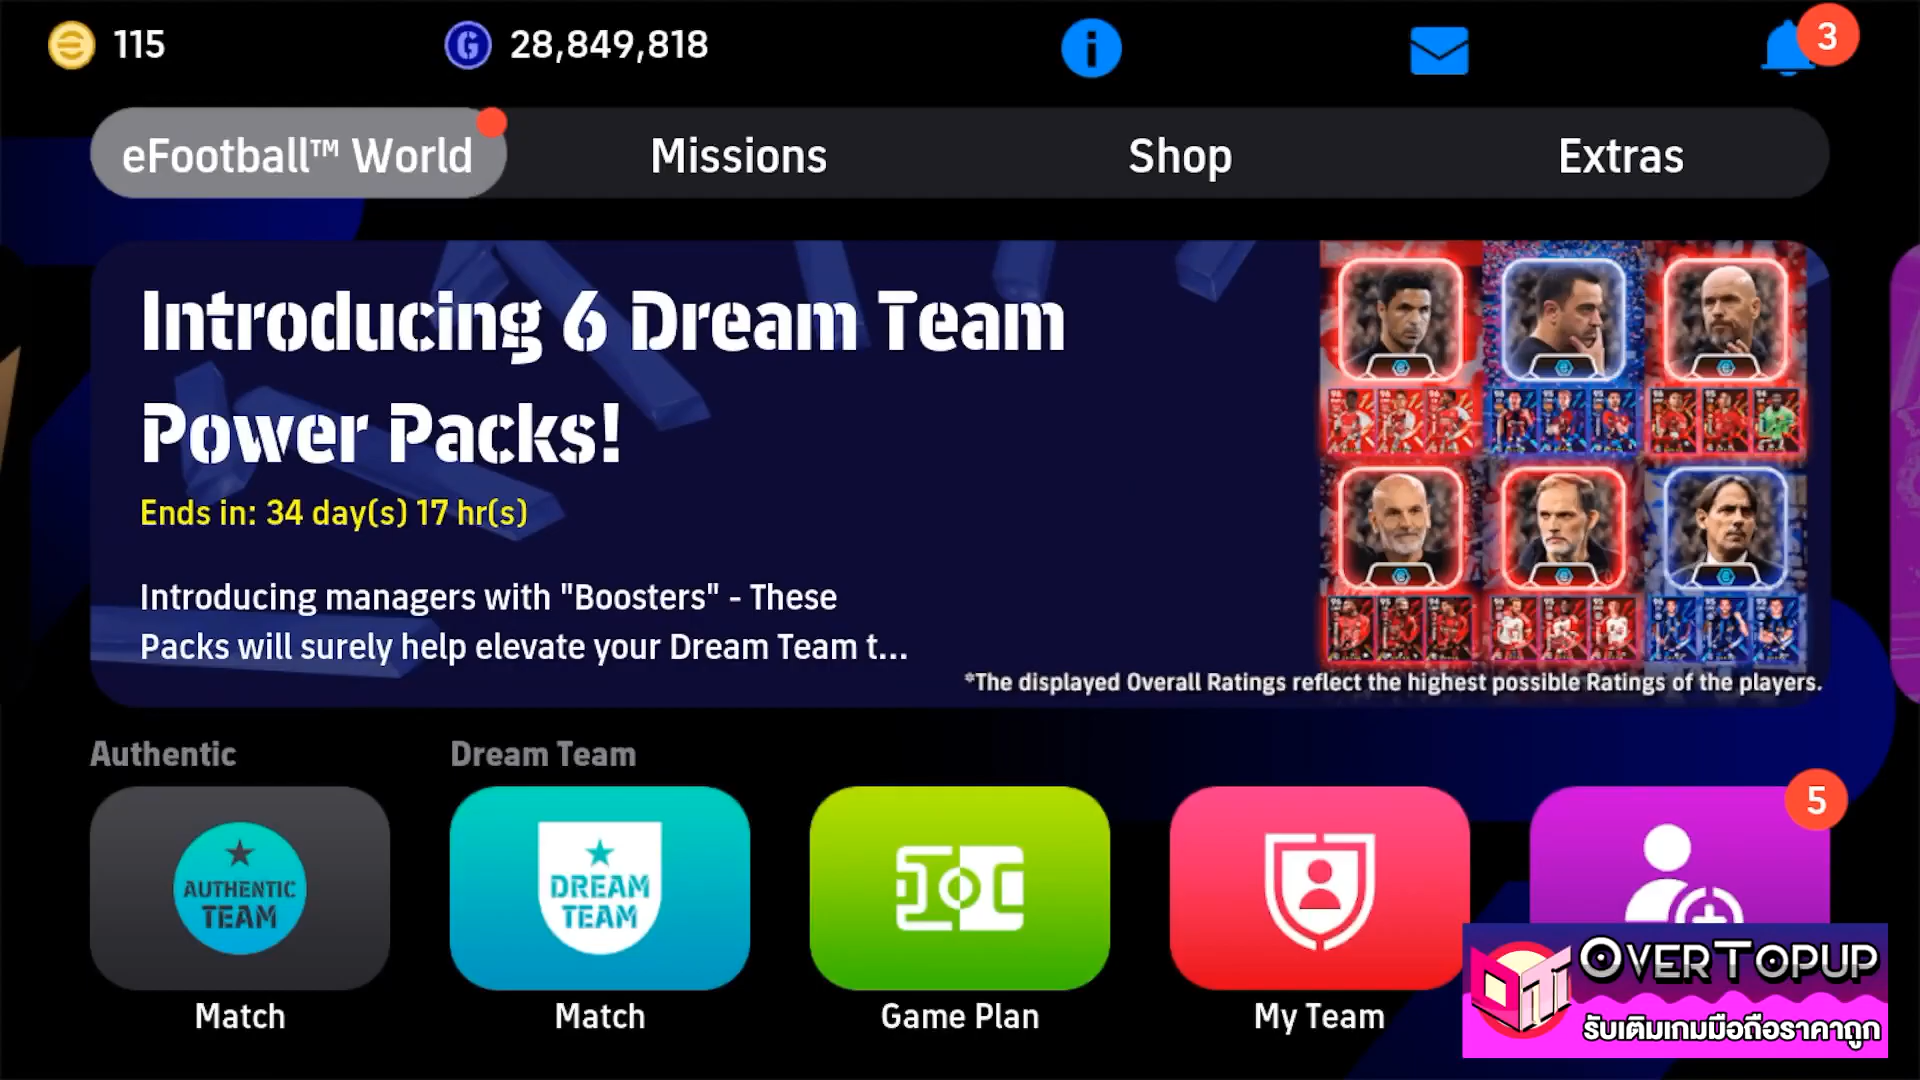 115
28,849,818
3
eFootball™ World
Missions
Shop
Extras
Introducing 6 Dream Team
Power Packs!
Ends in: 34 day(s) 17 hr(s)
Introducing managers with "Boosters" - These
Packs will surely help elevate your Dream Team t...
*The displayed Overall Ratings reflect the highest possible Ratings of the players.
Authentic
Dream Team
5
AUTHENTIC
TEAM
DREAM
TEAM
Match
Match
Game Plan
My Team
OVERTOPUP
รับเติมเกมมือถือราคาถูก